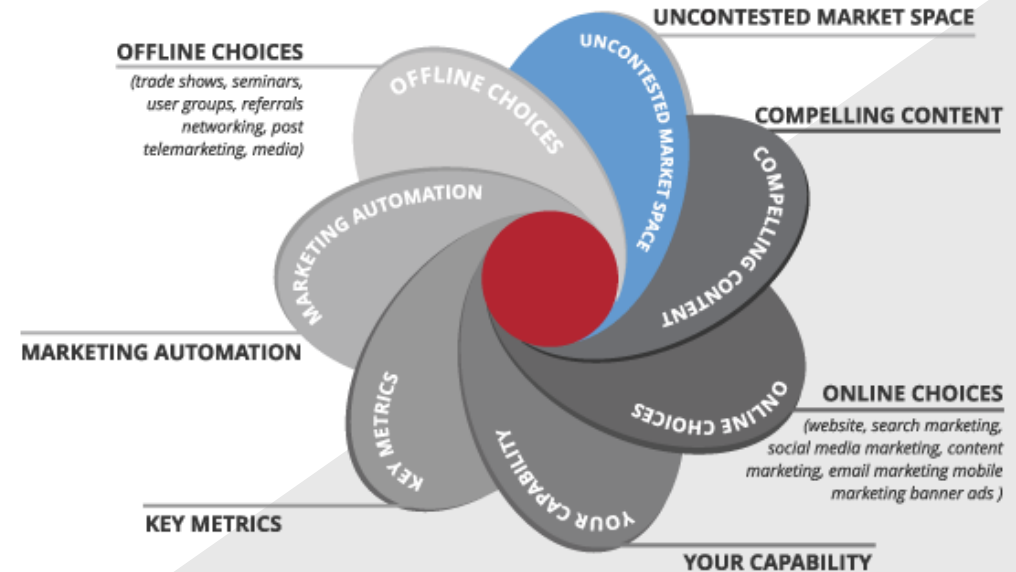 UNCONTESTED MARKET SPACE
OFFLINE CHOICES
(trade shows, seminars,
user groups, referrals
networking, post
telemarketing, media)
COMPELLING CONTENT
OFFLINE CHOICES
UNCONTESTED MARKET SPACE
COMPELLING CONTENT
MARKETING AUTOMATION
MARKETING AUTOMATION
KEY METRICS
ONLINE CHOICES
YOUR CAPABILITY
ONLINE CHOICES
(website, search marketing,
social media marketing, content
marketing, email marketing mobile
marketing banner ads )
KEY METRICS
YOUR CAPABILITY